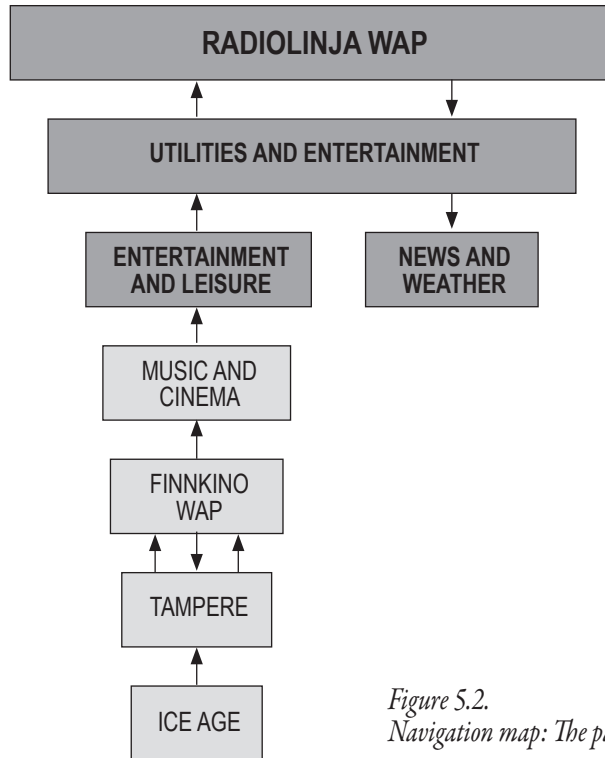 RADIOLINJA WAP
UTILITIES AND ENTERTAINMENT
ENTERTAINMENT
AND LEISURE
NEWS AND
WEATHER
MUSIC AND
CINEMA
FINNKINO
WAP
TAMPERE
ICE AGE
Figure 5.2.
Navigation map: The